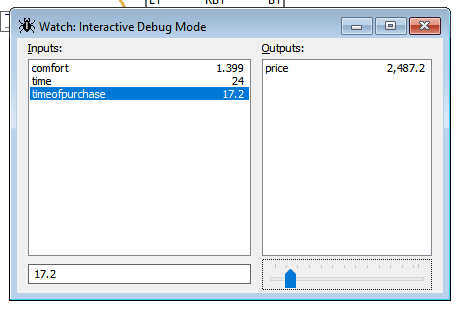 Watch: Interactive Debug Mode
Inputs:
Outputs:
comfort 1.399
time 24
timeofpurchase 17.2
price 2,487.2
17.2